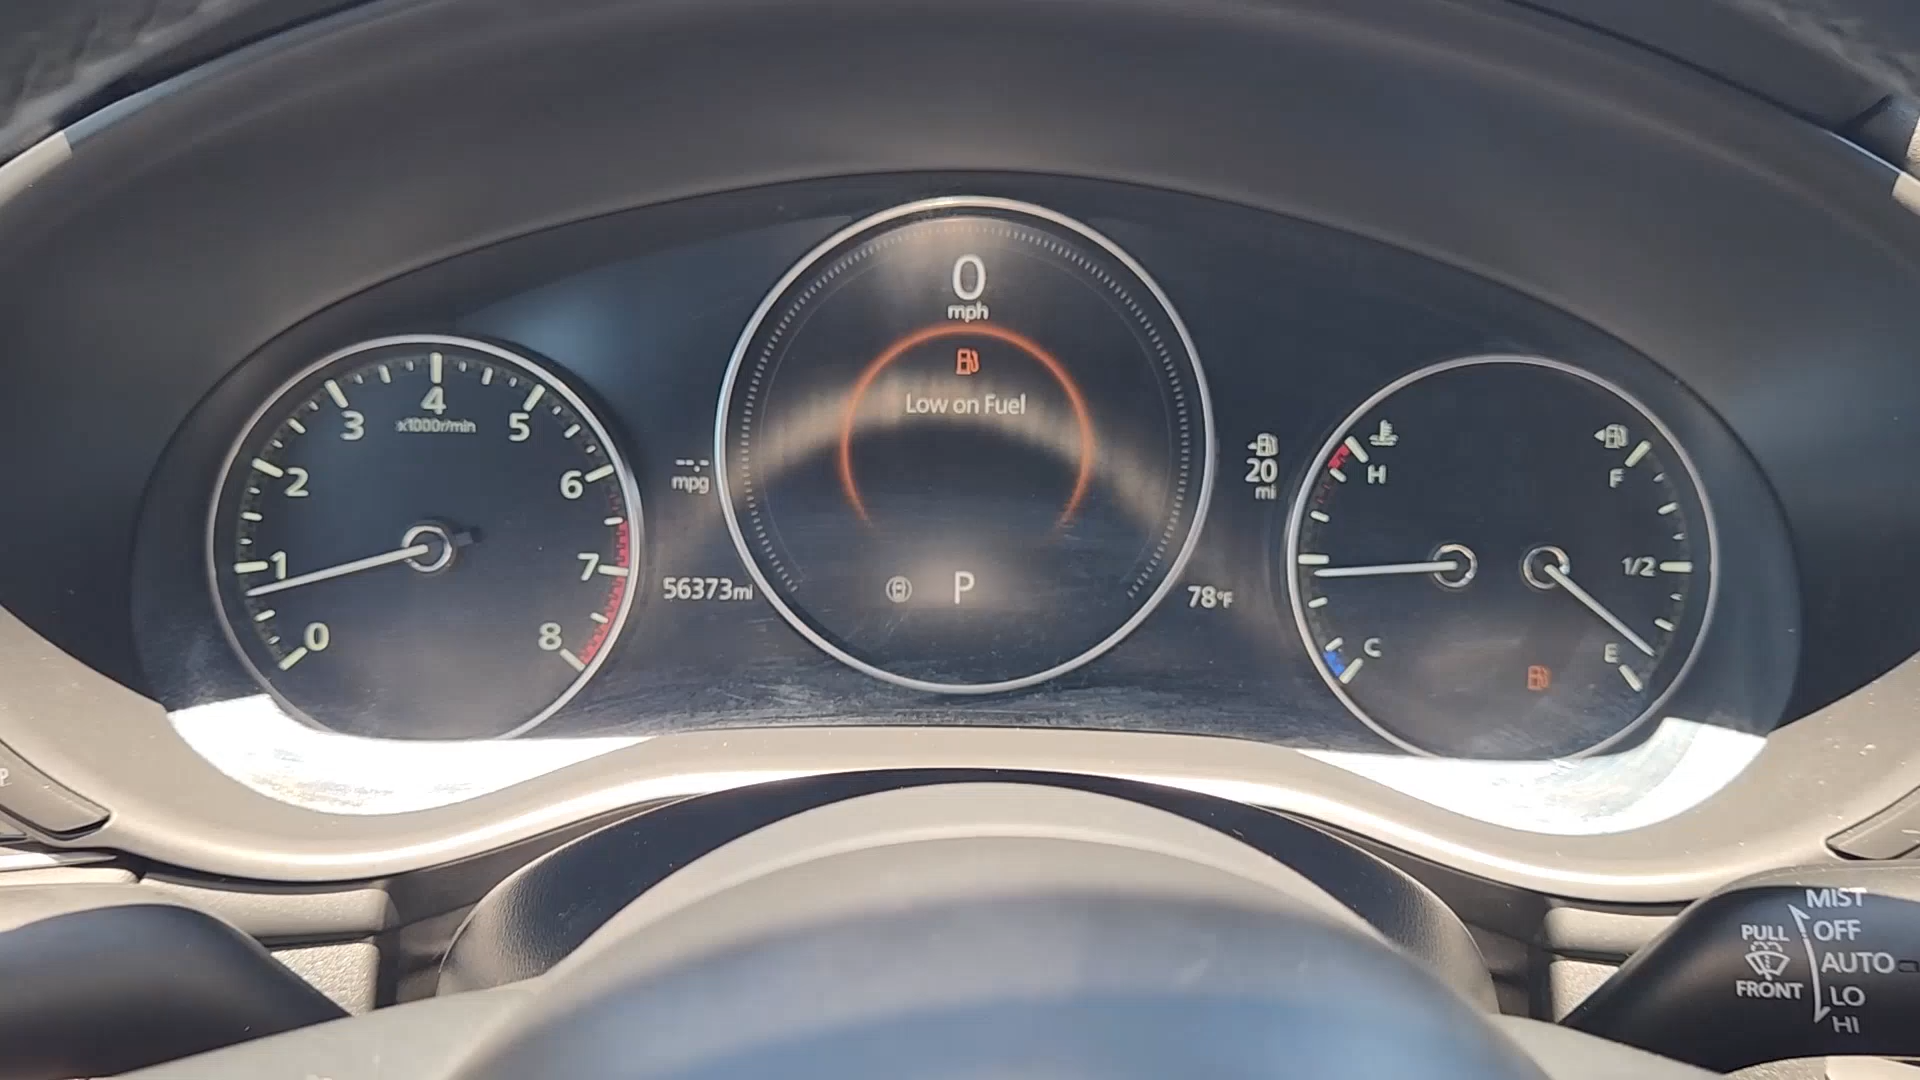 0
mph
Low on Fuel
P
0
1
2
3
4
5
6
7
8
x1000r/min
--.-
mpg
56373mi
20
mi
78°F
H
C
F
1/2
E
MIST
OFF
AUTO
LO
HI
PULL
FRONT